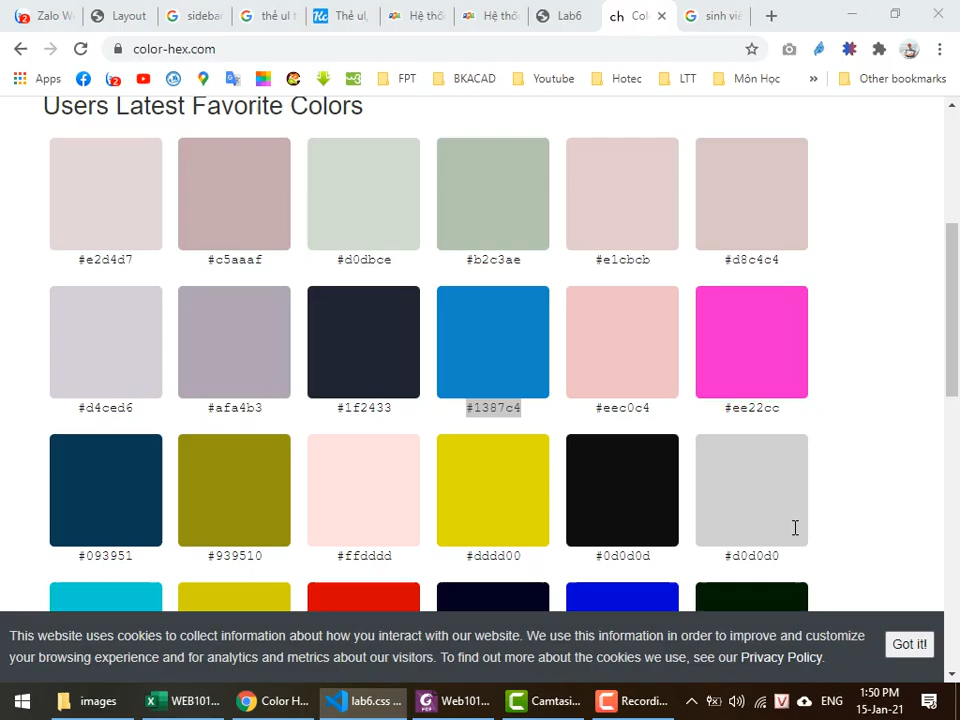 Zalo W
Layout
sideba
thẻ ul t
Thẻ ul,
Hệ thố
Hệ thố
Lab6
ch Col
sinh viê
color-hex.com
Apps
FPT
BKACAD
Youtube
Hotec
LTT
Môn Học
»
Other bookmarks
Users Latest Favorite Colors
#e2d4d7 #c5aaaf #d0dbce #b2c3ae #e1cbcb #d8c4c4
#d4ced6 #afa4b3 #1f2433 #1387c4 #eec0c4 #ee22cc
#093951 #939510 #ffdddd #dddd00 #0d0d0d #d0d0d0
This website uses cookies to collect information about how you interact with our website. We use this information in order to improve and customize
your browsing experience and for analytics and metrics about our visitors. To find out more about the cookies we use, see our Privacy Policy.
Got it!
images
WEB101...
Color H...
lab6.css ...
Web101...
Camtasi...
Recordi...
ENG
1:50 PM
15-Jan-21